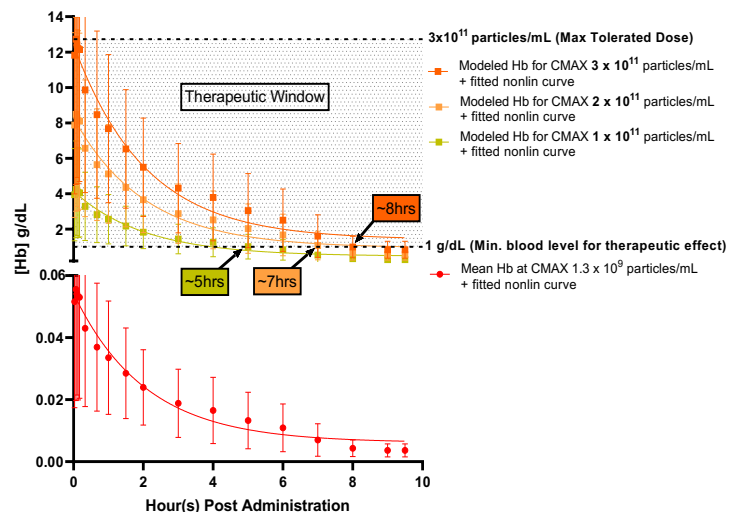 14
12
10
8
6
4
2
[Hb] g/dL
Therapeutic Window
~8hrs
~5hrs
~7hrs
3x10¹¹ particles/mL (Max Tolerated Dose)
Modeled Hb for CMAX 3 x 10¹¹ particles/mL
+ fitted nonlin curve
Modeled Hb for CMAX 2 x 10¹¹ particles/mL
+ fitted nonlin curve
Modeled Hb for CMAX 1 x 10¹¹ particles/mL
+ fitted nonlin curve
1 g/dL (Min. blood level for therapeutic effect)
Mean Hb at CMAX 1.3 x 10⁹ particles/mL
+ fitted nonlin curve
0.06
0.04
0.02
0.00
0 2 4 6 8 10
Hour(s) Post Administration